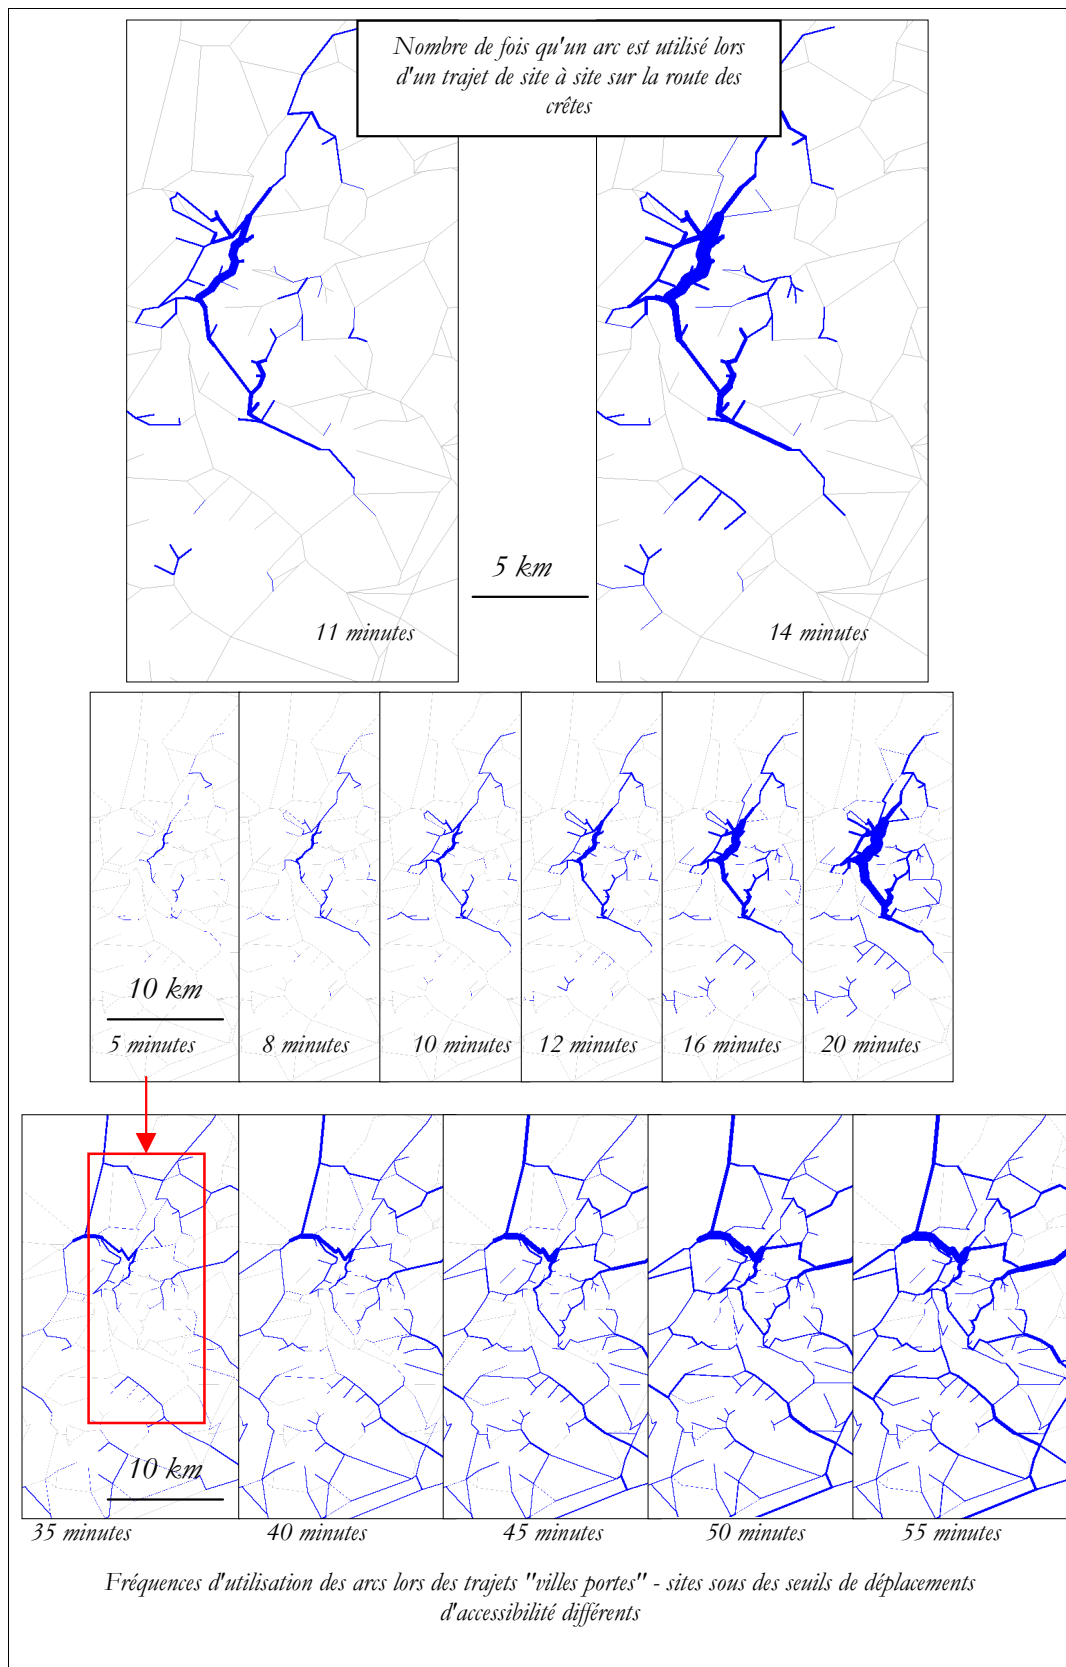 Nombre de fois qu'un arc est utilisé lors
d'un trajet de site à site sur la route des
crêtes
5 km
11 minutes
14 minutes
10 km
5 minutes
8 minutes
10 minutes
12 minutes
16 minutes
20 minutes
10 km
35 minutes
40 minutes
45 minutes
50 minutes
55 minutes
Fréquences d'utilisation des arcs lors des trajets "villes portes" - sites sous des seuils de déplacements
d'accessibilité différents